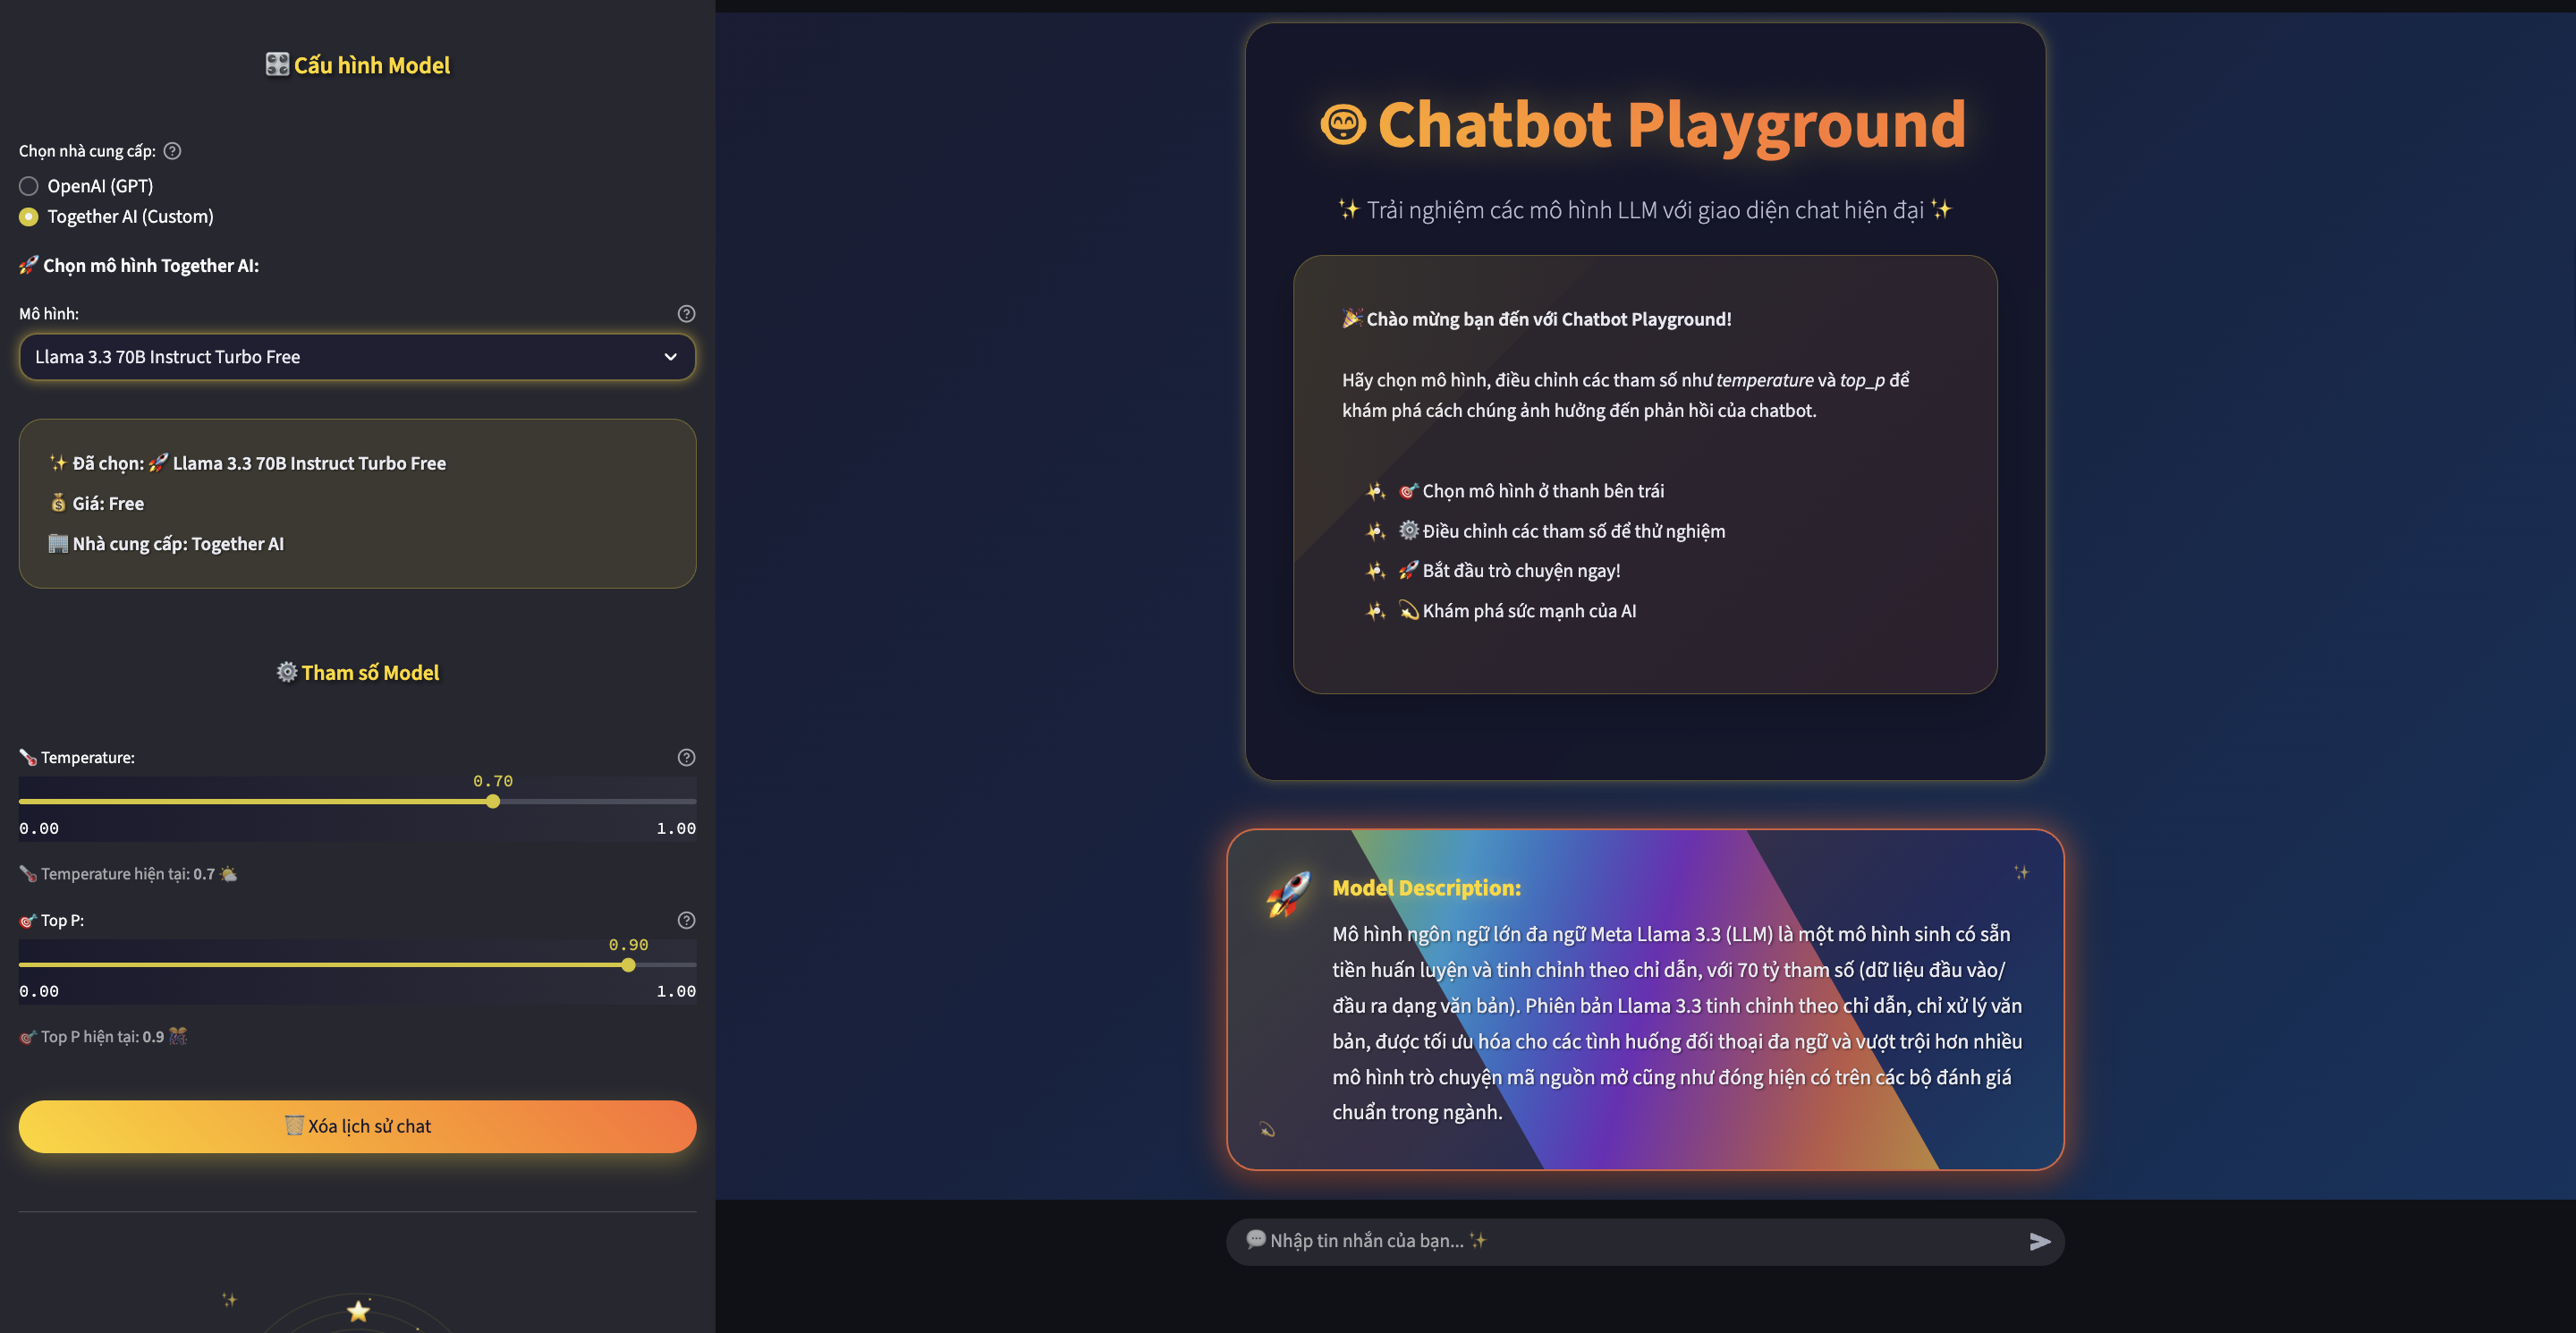 Cấu hình Model
Chọn nhà cung cấp:
OpenAI (GPT)
Together AI (Custom)
Chọn mô hình Together AI:
Mô hình:
Llama 3.3 70B Instruct Turbo Free
Đã chọn: Llama 3.3 70B Instruct Turbo Free
Giá: Free
Nhà cung cấp: Together AI
Tham số Model
Temperature:
0.70
0.00 1.00
Temperature hiện tại: 0.7
Top P:
0.90
0.00 1.00
Top P hiện tại: 0.9
Xóa lịch sử chat
Chatbot Playground
Trải nghiệm các mô hình LLM với giao diện chat hiện đại
Chào mừng bạn đến với Chatbot Playground!
Hãy chọn mô hình, điều chỉnh các tham số như temperature và top_p để
khám phá cách chúng ảnh hưởng đến phản hồi của chatbot.
Chọn mô hình ở thanh bên trái
Điều chỉnh các tham số để thử nghiệm
Bắt đầu trò chuyện ngay!
Khám phá sức mạnh của AI
Model Description:
Mô hình ngôn ngữ lớn đa ngữ Meta Llama 3.3 (LLM) là một mô hình sinh có sẵn
tiền huấn luyện và tinh chỉnh theo chỉ dẫn, với 70 tỷ tham số (dữ liệu đầu vào/
đầu ra dạng văn bản). Phiên bản Llama 3.3 tinh chỉnh theo chỉ dẫn, chỉ xử lý văn
bản, được tối ưu hóa cho các tình huống đối thoại đa ngữ và vượt trội hơn nhiều
mô hình trò chuyện mã nguồn mở cũng như đóng hiện có trên các bộ đánh giá
chuẩn trong ngành.
Nhập tin nhắn của bạn...